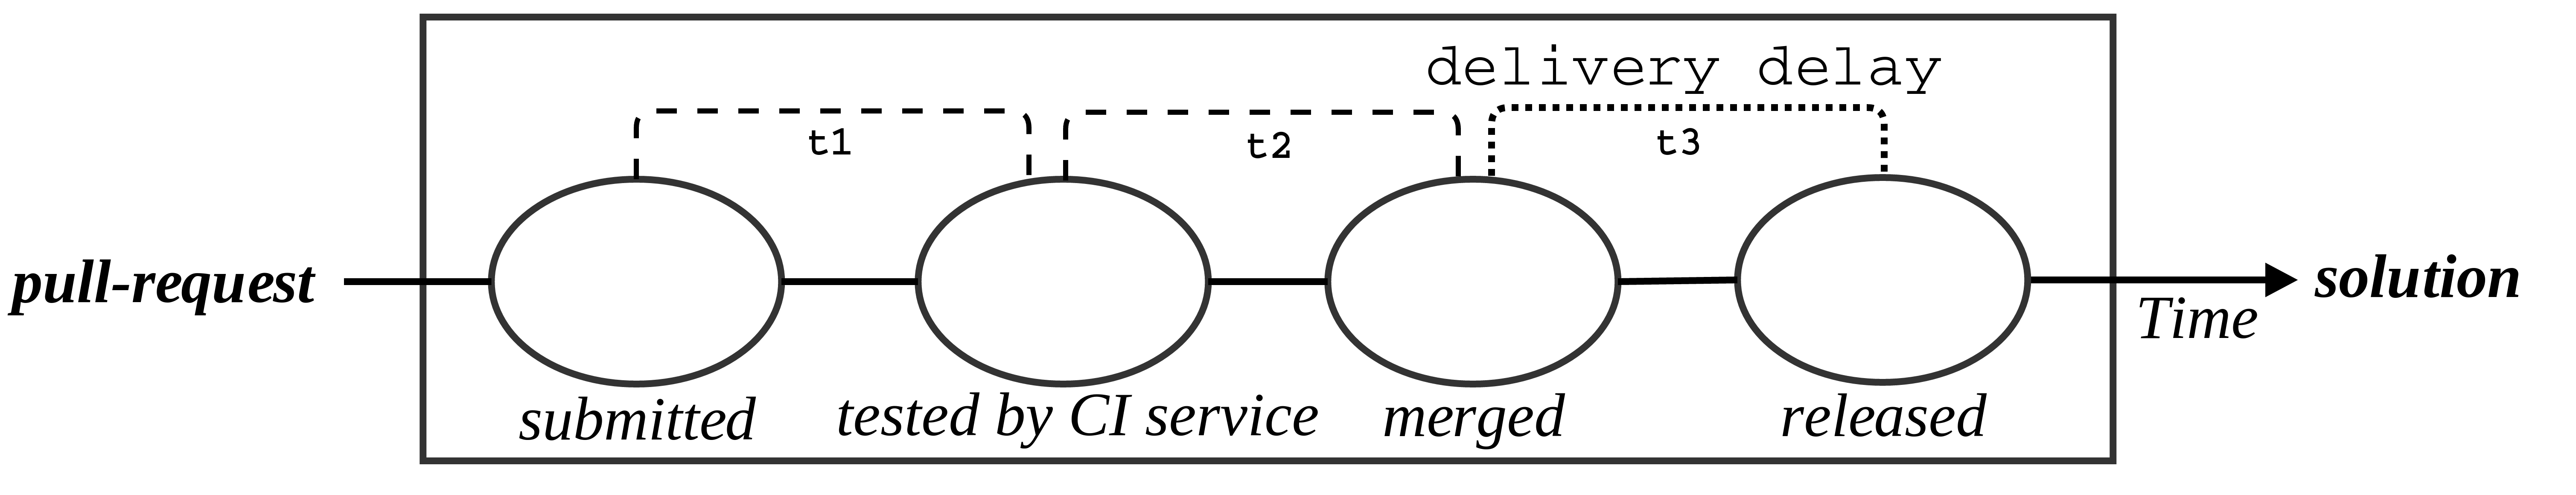 delivery delay
t1
t2
t3
pull-request
solution
Time
submitted
tested by CI service
merged
released